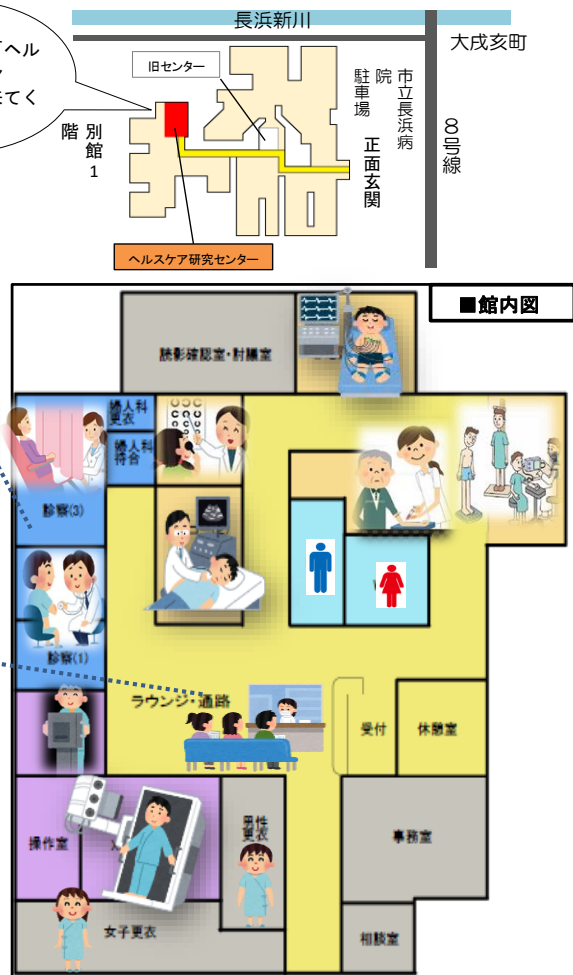 長浜新川
大戌亥町
8号線
市立長浜病
院
駐車場
正面玄関
旧センター
別館1
階
ヘルスケア研究センター
■館内図
読影確認室・討議室
婦人科
更衣
婦人科
待合
診察(3)
診察(1)
ラウンジ・通路
受付
休憩室
操作室
男性
更衣
事務室
女子更衣
相談室